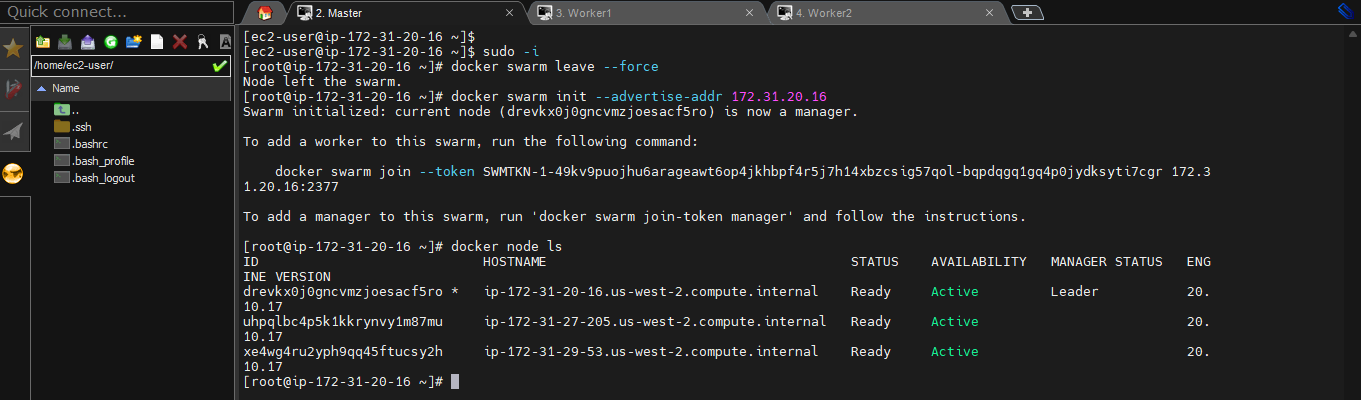 Quick connect...
2. Master
3. Worker1
4. Worker2
/home/ec2-user/
Name
..
.ssh
.bashrc
.bash_profile
.bash_logout
[ec2-user@ip-172-31-20-16 ~]$
[ec2-user@ip-172-31-20-16 ~]$ sudo -i
[root@ip-172-31-20-16 ~]# docker swarm leave --force
Node left the swarm.
[root@ip-172-31-20-16 ~]# docker swarm init --advertise-addr 172.31.20.16
Swarm initialized: current node (drevkx0j0gncvmzjoesacf5ro) is now a manager.
To add a worker to this swarm, run the following command:
docker swarm join --token SWMTKN-1-49kv9puojhu6arageawt6op4jkhbpf4r5j7h14xbzcsig57qol-bqpdqgq1gq4p0jydksyti7cgr 172.3
1.20.16:2377
To add a manager to this swarm, run 'docker swarm join-token manager' and follow the instructions.
[root@ip-172-31-20-16 ~]# docker node ls
ID HOSTNAME STATUS AVAILABILITY MANAGER STATUS ENG
INE VERSION
drevkx0j0gncvmzjoesacf5ro * ip-172-31-20-16.us-west-2.compute.internal Ready Active Leader 20.
10.17
uhpqlbc4p5k1kkrynvy1m87mu ip-172-31-27-205.us-west-2.compute.internal Ready Active 20.
10.17
xe4wg4ru2yph9qq45ftucsy2h ip-172-31-29-53.us-west-2.compute.internal Ready Active 20.
10.17
[root@ip-172-31-20-16 ~]#